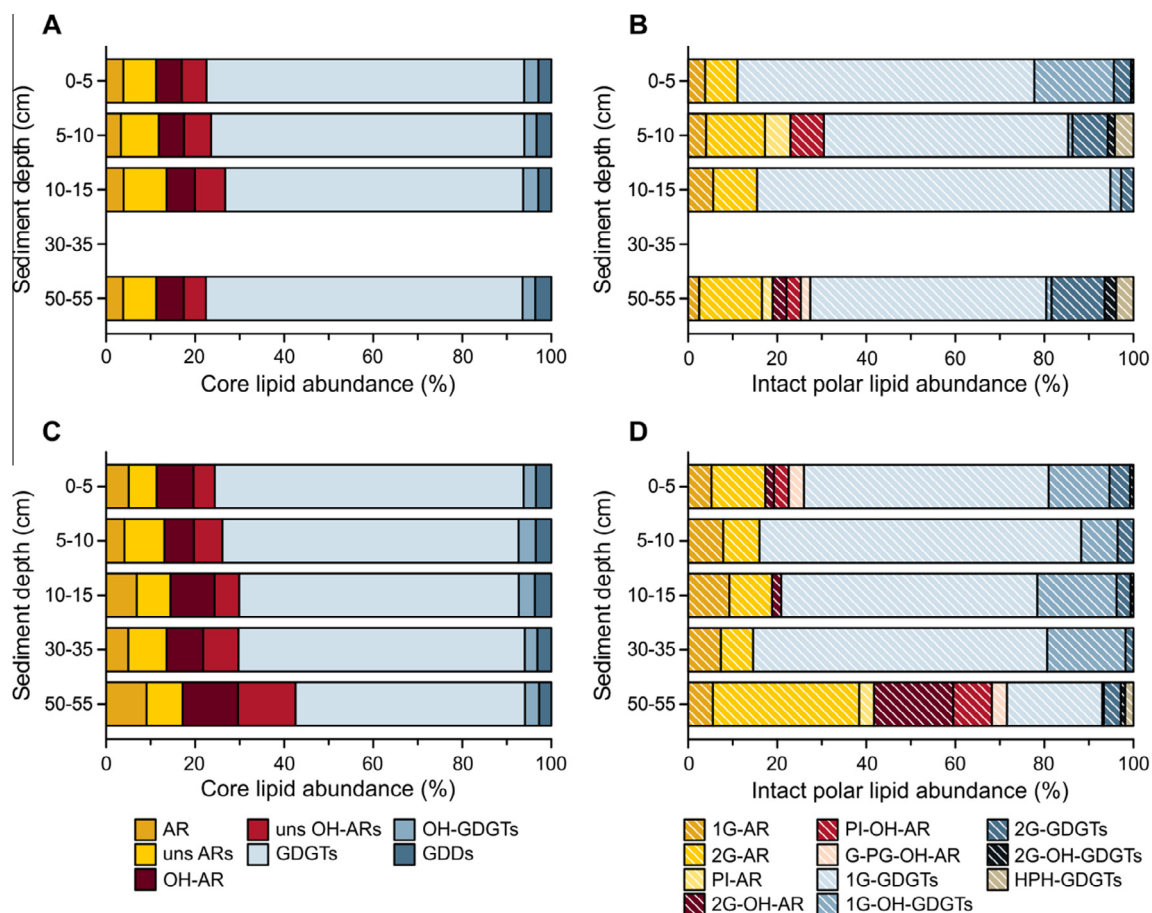 A
Sediment depth (cm)
0-5
5-10
10-15
30-35
50-55
0 20 40 60 80 100
Core lipid abundance (%)
B
Sediment depth (cm)
0-5
5-10
10-15
30-35
50-55
0 20 40 60 80 100
Intact polar lipid abundance (%)
C
Sediment depth (cm)
0-5
5-10
10-15
30-35
50-55
0 20 40 60 80 100
Core lipid abundance (%)
D
Sediment depth (cm)
0-5
5-10
10-15
30-35
50-55
0 20 40 60 80 100
Intact polar lipid abundance (%)
AR
uns ARs
OH-AR
uns OH-ARs
GDGTs
OH-GDGTs
GDDs
1G-AR
2G-AR
PI-AR
2G-OH-AR
PI-OH-AR
G-PG-OH-AR
1G-GDGTs
1G-OH-GDGTs
2G-GDGTs
2G-OH-GDGTs
HPH-GDGTs